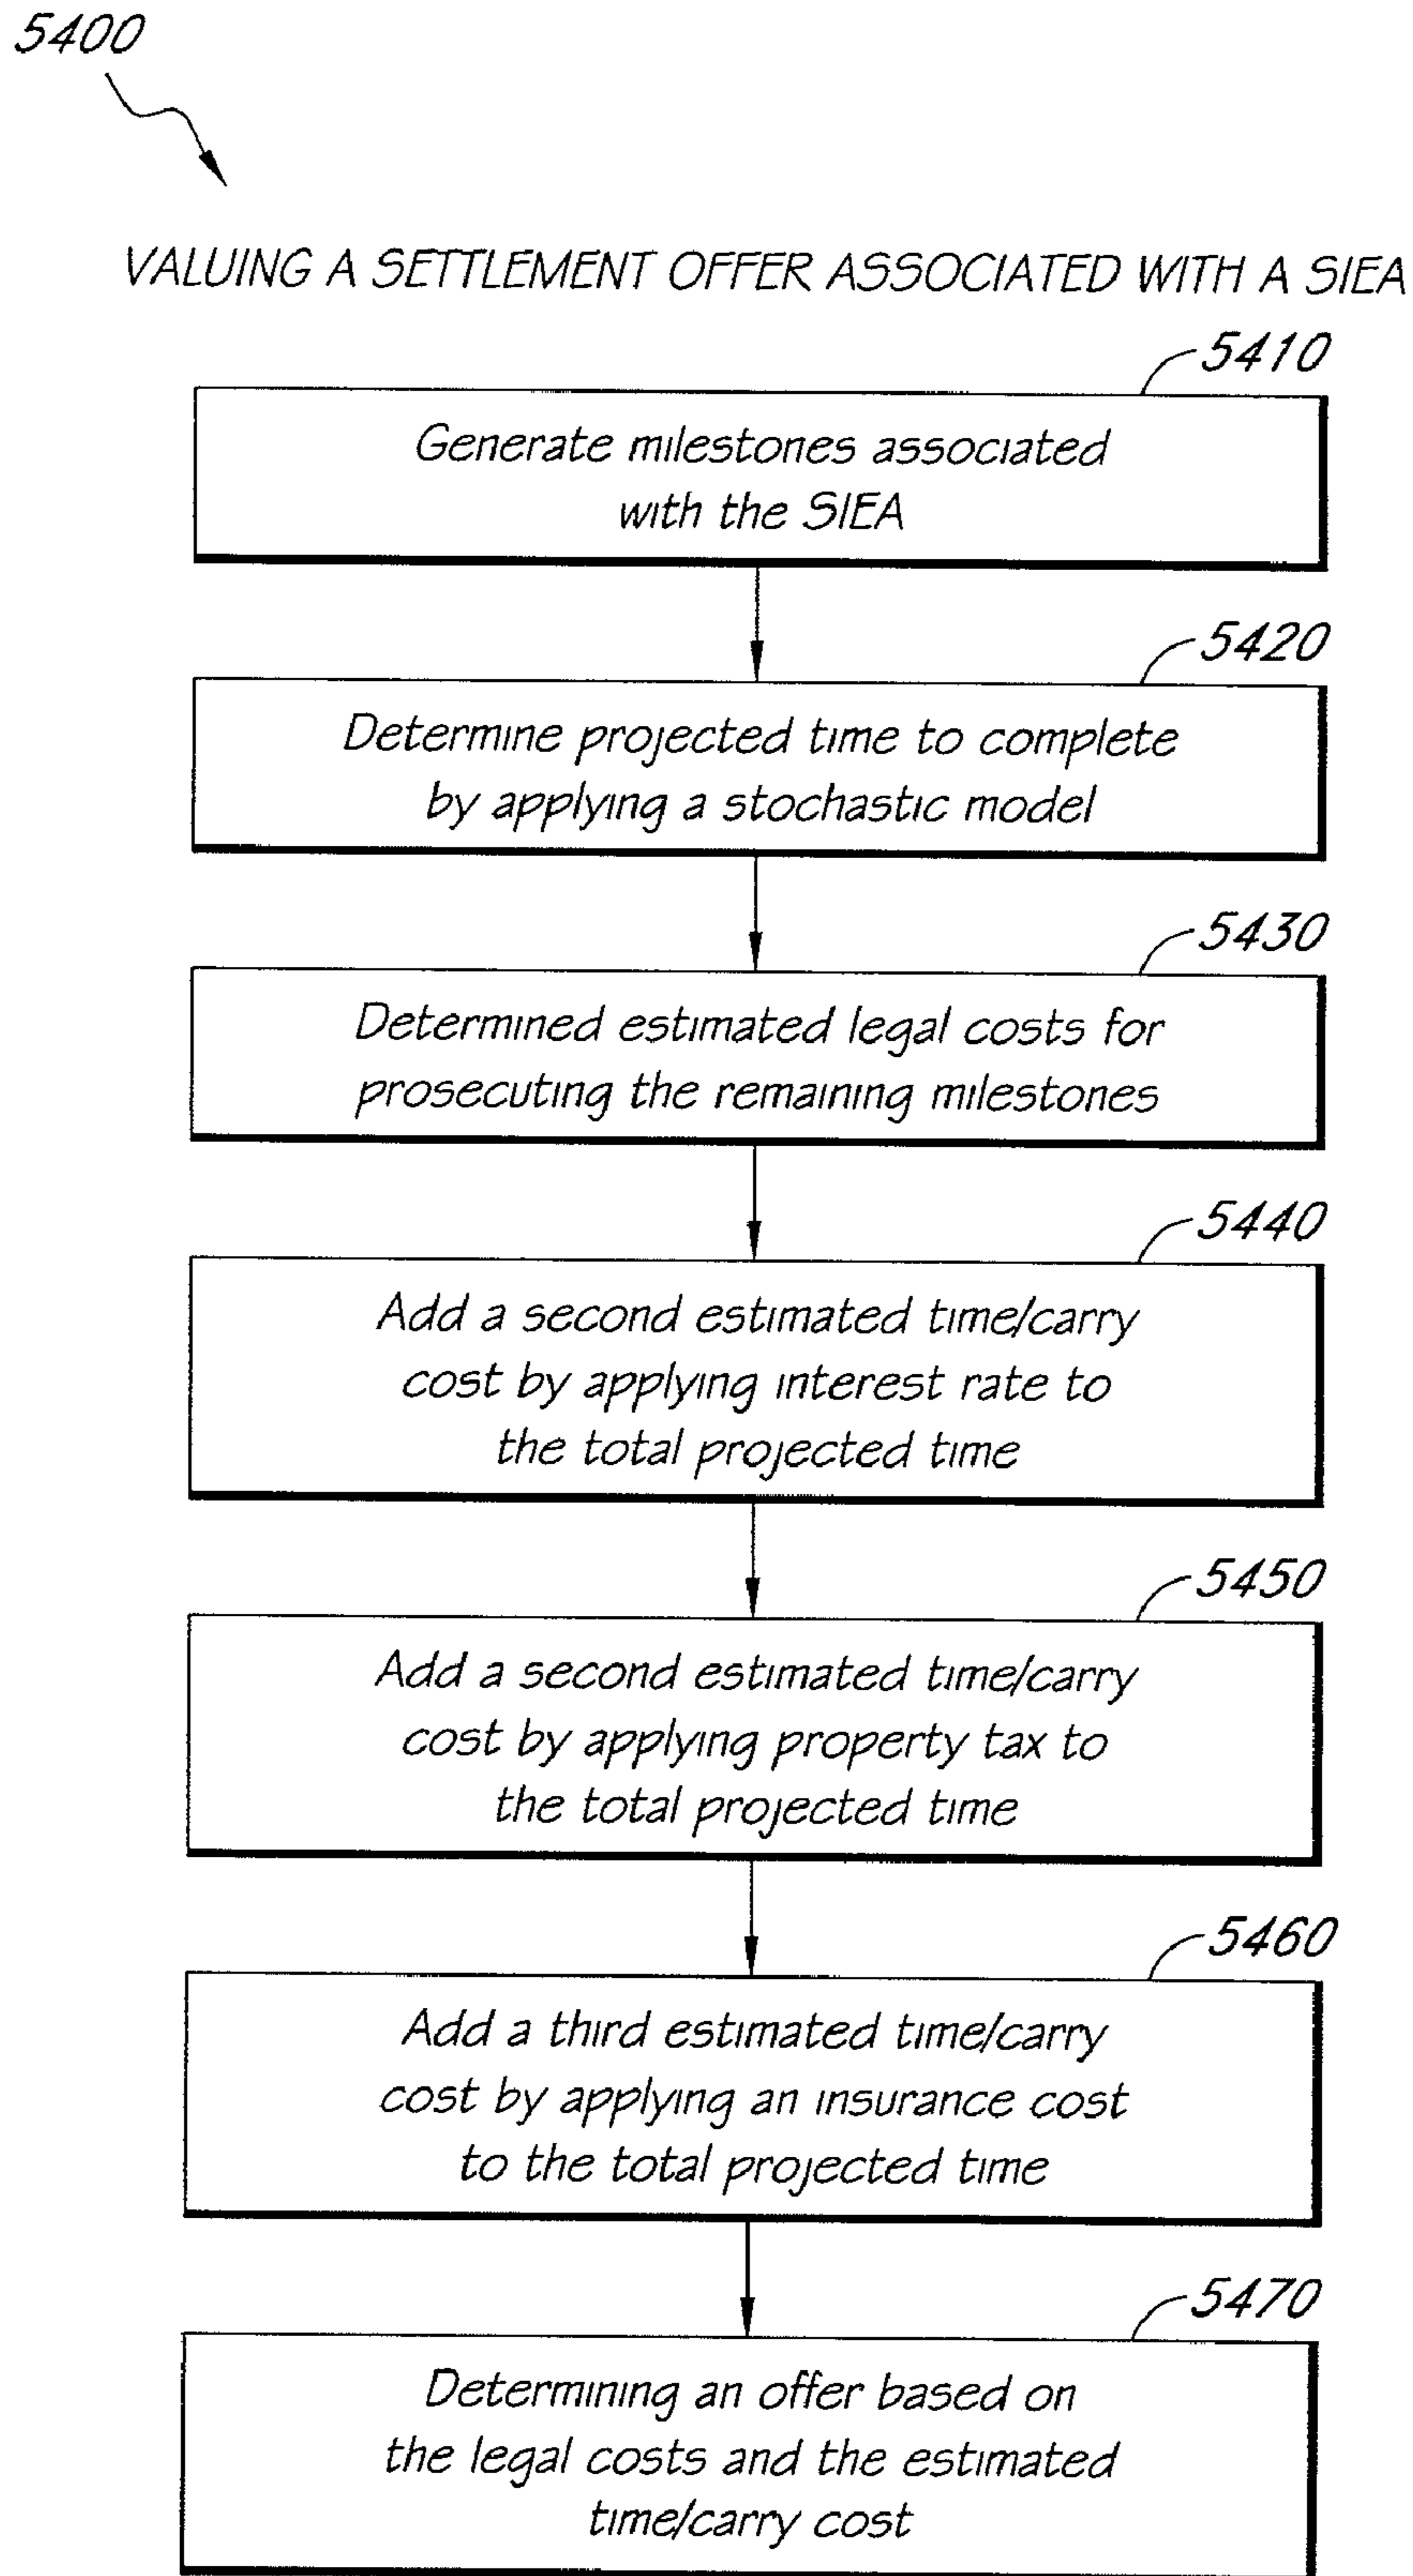 5400
VALUING A SETTLEMENT OFFER ASSOCIATED WITH A SIEA
5410
Generate milestones associated
with the SIEA
5420
Determine projected time to complete
by applying a stochastic model
5430
Determined estimated legal costs for
prosecuting the remaining milestones
5440
Add a second estimated time/carry
cost by applying interest rate to
the total projected time
5450
Add a second estimated time/carry
cost by applying property tax to
the total projected time
5460
Add a third estimated time/carry
cost by applying an insurance cost
to the total projected time
5470
Determining an offer based on
the legal costs and the estimated
time/carry cost